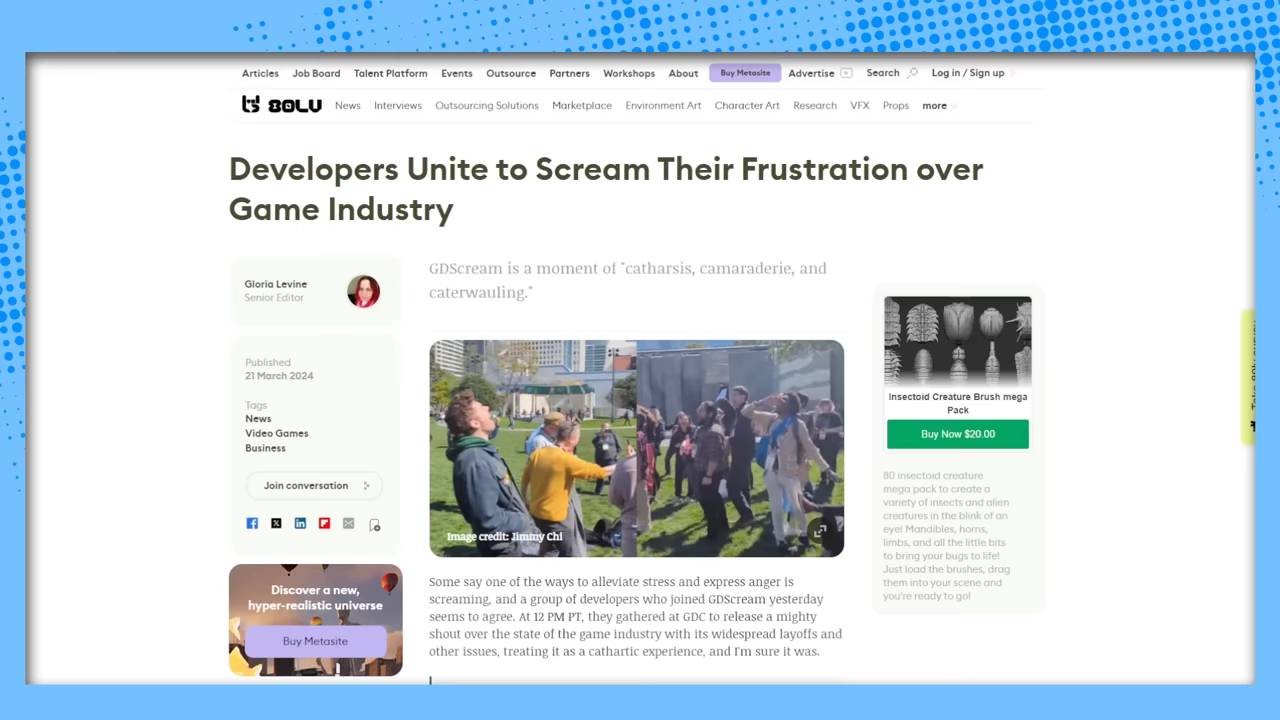 Articles Job Board Talent Platform Events Outsource Partners Workshops About Buy Metasite Advertise Search Log in / Sign up
80LV News Interviews Outsourcing Solutions Marketplace Environment Art Character Art Research VFX Props more
Developers Unite to Scream Their Frustration over
Game Industry
Gloria Levine
Senior Editor
Published
21 March 2024
Tags
News
Video Games
Business
Join conversation
Discover a new,
hyper-realistic universe
Buy Metasite
GDScream is a moment of "catharsis, camaraderie, and
caterwauling."
Image credit: Jimmy Chi
Some say one of the ways to alleviate stress and express anger is
screaming, and a group of developers who joined GDScream yesterday
seems to agree. At 12 PM PT, they gathered at GDC to release a mighty
shout over the state of the game industry with its widespread layoffs and
other issues, treating it as a cathartic experience, and I'm sure it was.
Insectoid Creature Brush mega
Pack
Buy Now $20.00
80 insectoid creature
mega pack to create a
variety of insects and alien
creatures in the blink of an
eye! Mandibles, horns,
limbs, and all the little bits
to bring your bugs to life!
Just load the brushes, drag
them into your scene and
you're ready to go!